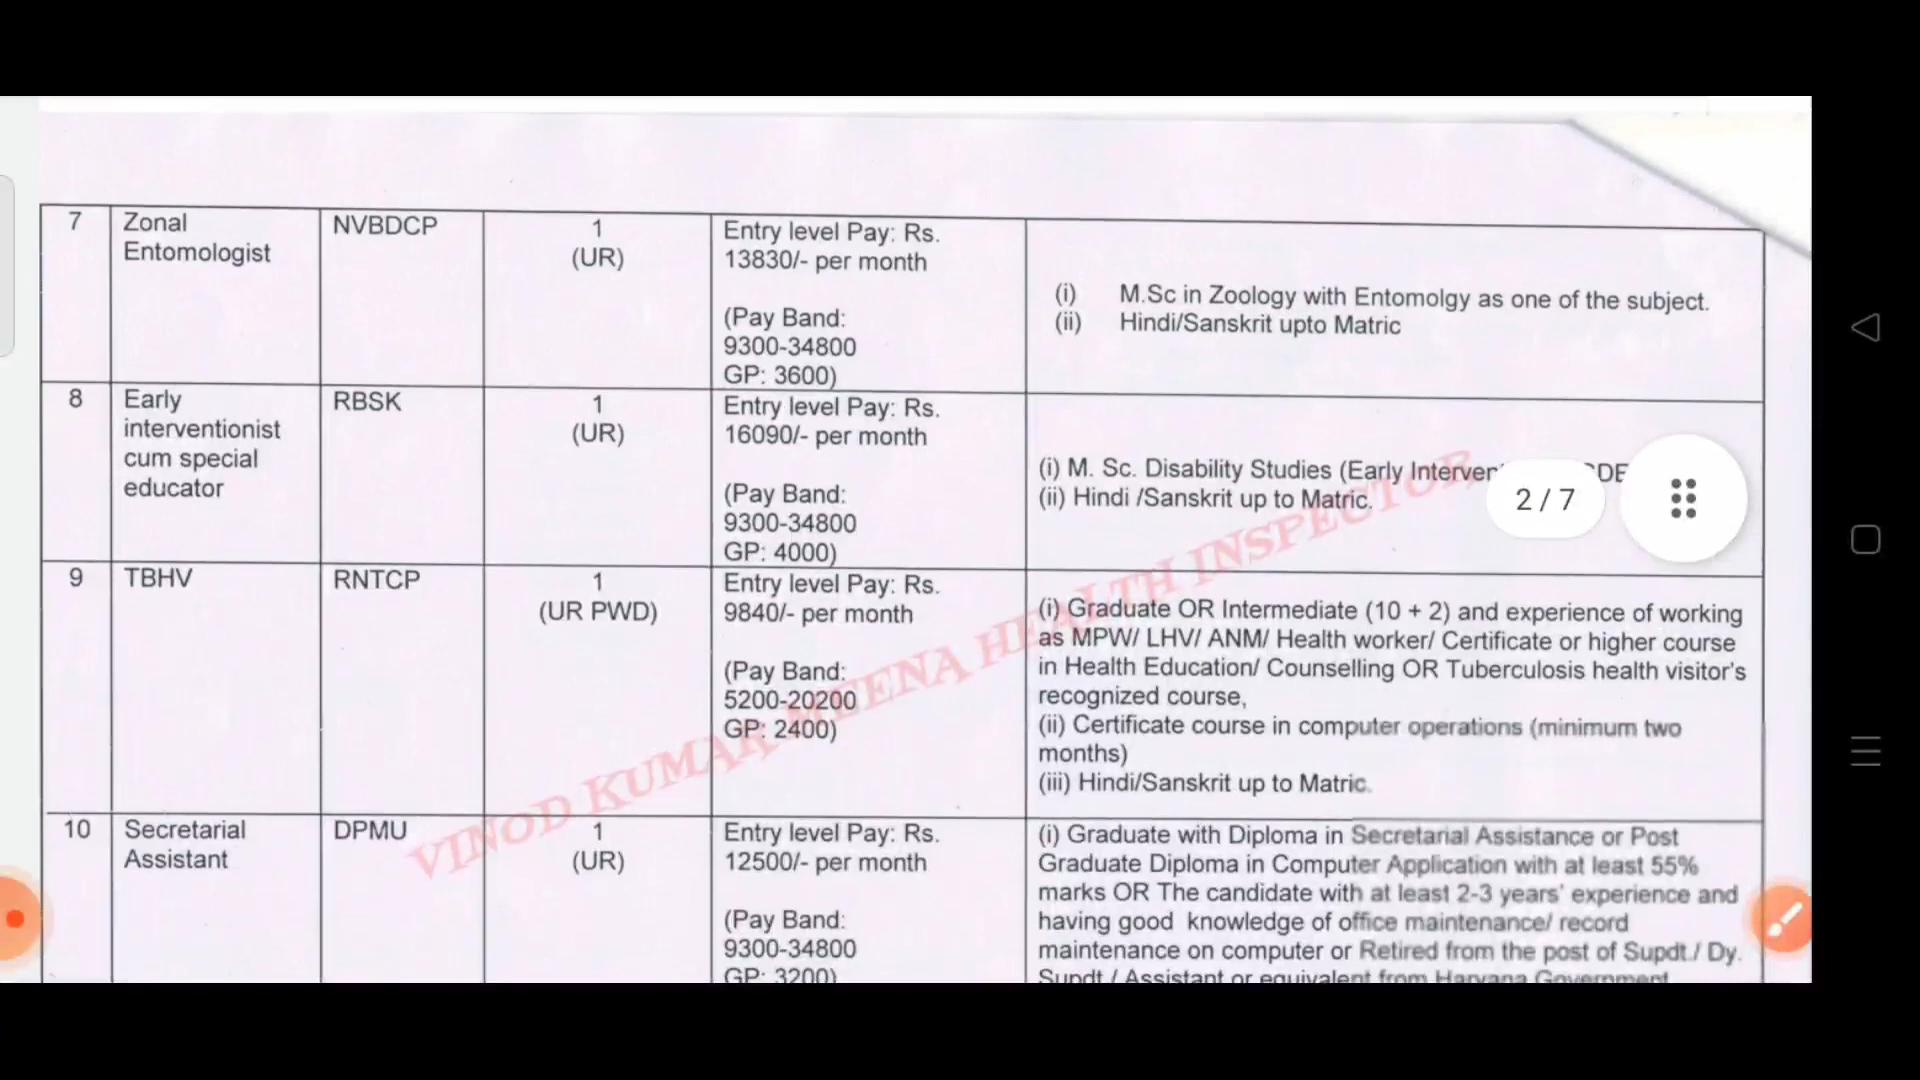 7
Zonal
Entomologist
NVBDCP
1
(UR)
Entry level Pay: Rs.
13830/- per month
(Pay Band:
9300-34800
GP: 3600)
(i) M.Sc in Zoology with Entomolgy as one of the subject.
(ii) Hindi/Sanskrit upto Matric
8
Early
interventionist
cum special
educator
RBSK
1
(UR)
Entry level Pay: Rs.
16090/- per month
(Pay Band:
9300-34800
GP: 4000)
(i) M. Sc. Disability Studies (Early
(ii) Hindi /Sanskrit up to Matric.
2 / 7
9
TBHV
RNTCP
1
(UR PWD)
Entry level Pay: Rs.
9840/- per month
(Pay Band:
5200-20200
GP: 2400)
(i) Graduate OR Intermediate (10 + 2) and experience of working
as MPW/ LHV/ ANM/ Health worker/ Certificate or higher course
in Health Education/ Counselling OR Tuberculosis health visitor's
recognized course,
(ii) Certificate course in computer operations (minimum two
months)
(iii) Hindi/Sanskrit up to Matric.
10
Secretarial
Assistant
DPMU
1
(UR)
Entry level Pay: Rs.
12500/- per month
(Pay Band:
9300-34800
GP: 3200)
(i) Graduate with Diploma in Secretarial Assistance or Post
Graduate Diploma in Computer Application with at least 55%
marks OR The candidate with at least 2-3 years' experience and
having good knowledge of office maintenance/ record
maintenance on computer or Retired from the post of Supdt./ Dy.
Supdt / Assistant or equivalent from Haryana Government
VINOD KUMAR MEENA HEALTH INSPECTOR